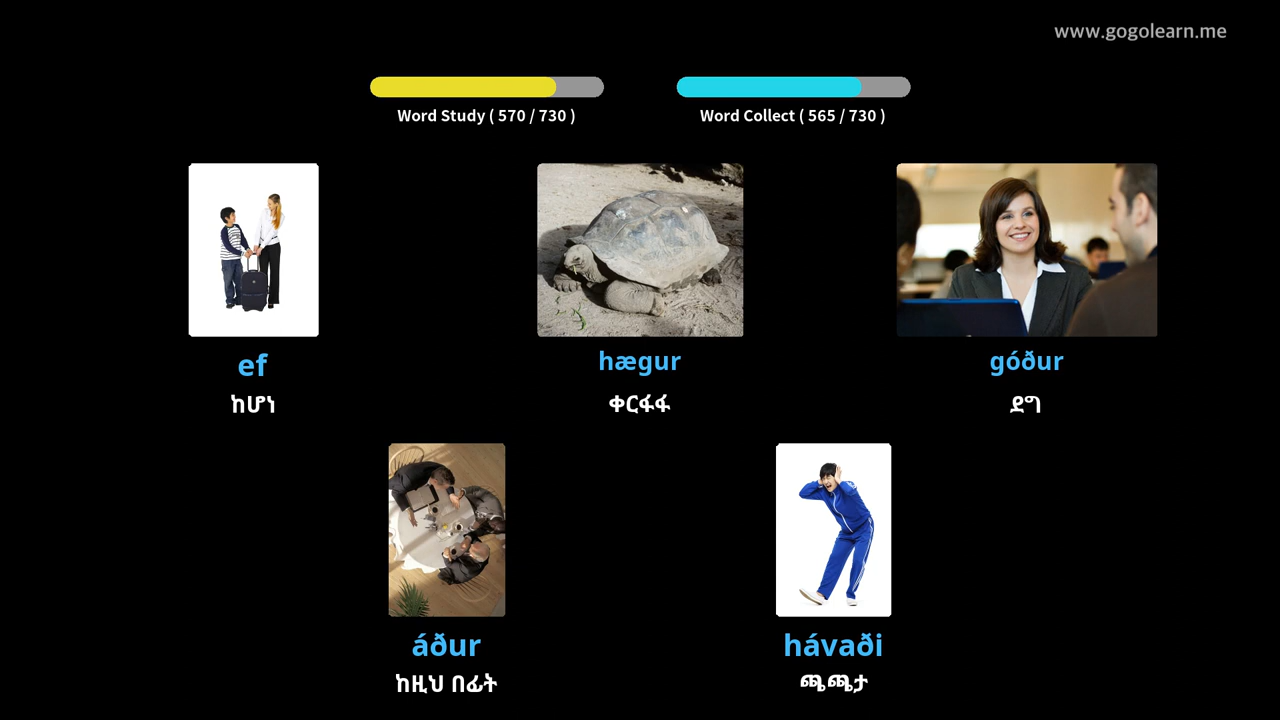 www.gogolearn.me
Word Study ( 570 / 730 )
Word Collect ( 565 / 730 )
ef
ከሆነ
hægur
ቀርፋፋ
góður
ደግ
áður
ከዚህ በፊት
hávaði
ጫጫታ